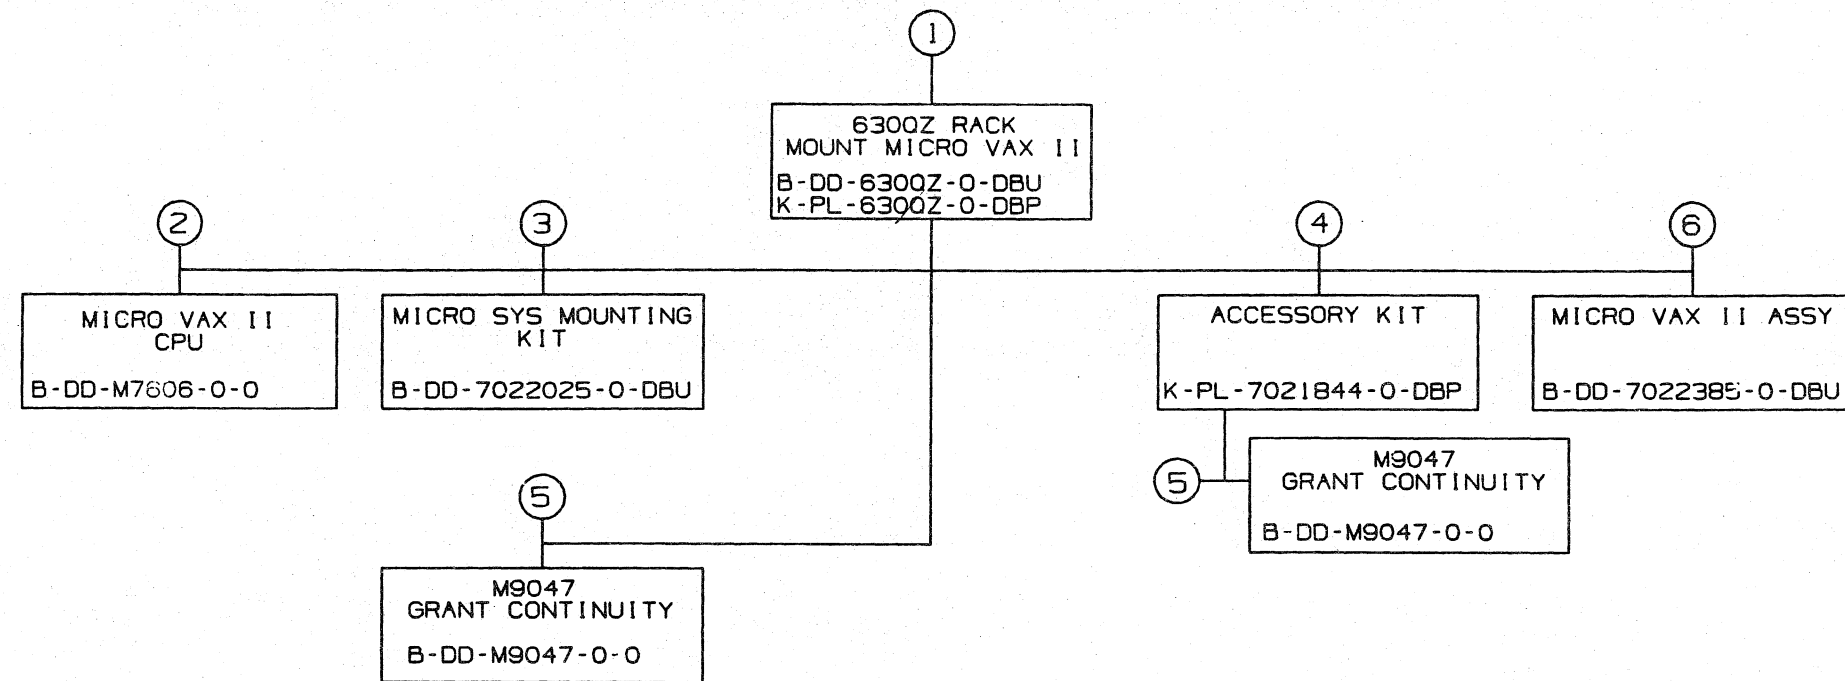 1
630QZ RACK
MOUNT MICRO VAX II
B-DD-630QZ-0-DBU
K-PL-630QZ-0-DBP
2
3
4
6
MICRO VAX II
CPU
B-DD-M7606-0-0
MICRO SYS MOUNTING
KIT
B-DD-7022025-0-DBU
ACCESSORY KIT
K-PL-7021844-0-DBP
MICRO VAX II ASSY
B-DD-7022385-0-DBU
5
M9047
GRANT CONTINUITY
B-DD-M9047-0-0
5
M9047
GRANT CONTINUITY
B-DD-M9047-0-0